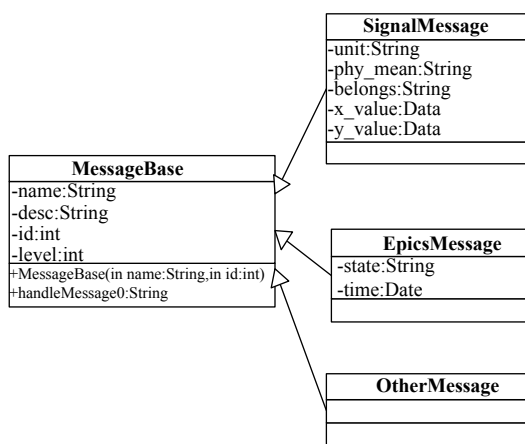 SignalMessage
-unit:String
-phy_mean:String
-belongs:String
-x_value:Data
-y_value:Data
MessageBase
-name:String
-desc:String
-id:int
-level:int
+MessageBase(in name:String,in id:int)
+handleMessage0:String
EpicsMessage
-state:String
-time:Date
OtherMessage